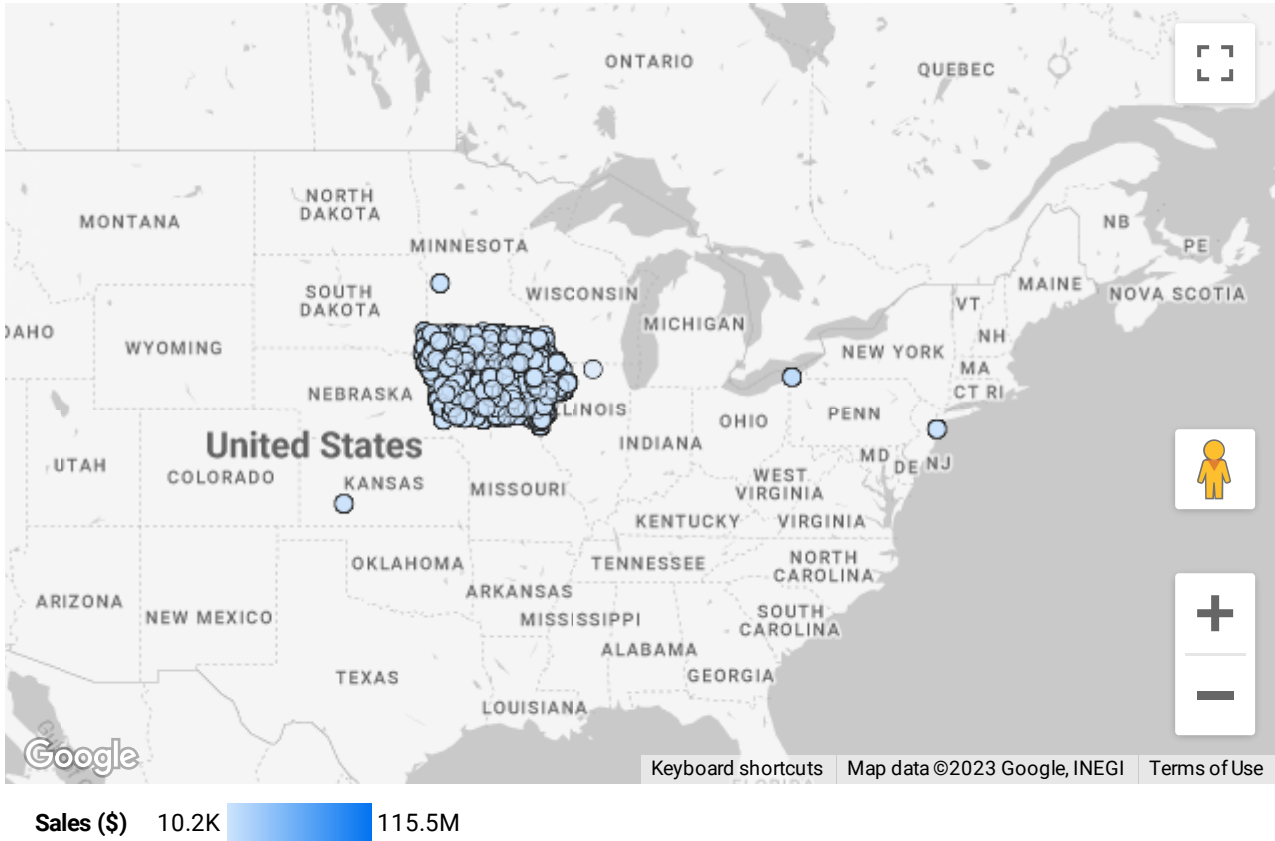 ONTARIO
QUEBEC
NORTH
DAKOTA
MONTANA
NB
MINNESOTA
PE
MAINE
SOUTH
DAKOTA
WISCONSIN
NOVA SCOTIA
VT
MICHIGAN
DAHO
NH
WYOMING
NEW YORK
MA
NEBRASKA
CT RI
LLINOIS
PENN
OHIO
United States
INDIANA
MD
DE
NJ
UTAH
COLORADO
KANSAS
MISSOURI
WEST
VIRGINIA
KENTUCKY
VIRGINIA
OKLAHOMA
TENNESSEE
NORTH
CAROLINA
ARKANSAS
ARIZONA
NEW MEXICO
MISSISSIPPI
SOUTH
CAROLINA
ALABAMA
TEXAS
GEORGIA
LOUISIANA
Google
Keyboard shortcuts
Map data ©2023 Google, INEGI
Terms of Use
Sales ($) 10.2K 115.5M